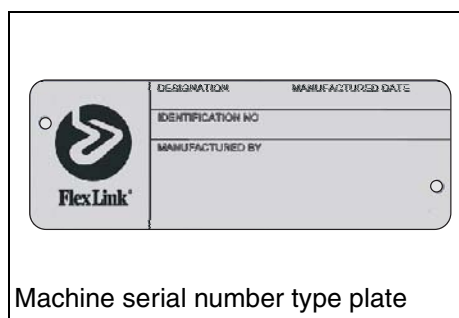 DESIGNATION MANUFACTURED DATE
IDENTIFICATION NO
MANUFACTURED BY
FlexLink®
Machine serial number type plate